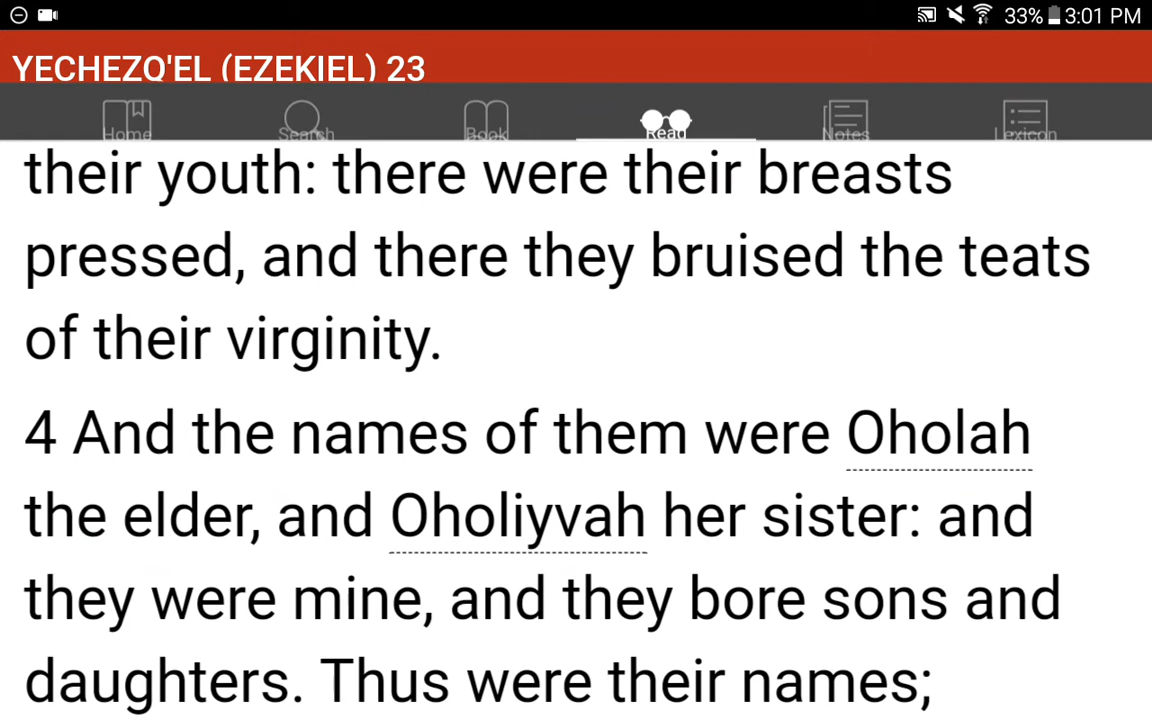 33% 3:01 PM
YECHEZQ'EL (EZEKIEL) 23
Home Search Book Read Notes Lexicon
their youth: there were their breasts
pressed, and there they bruised the teats
of their virginity.
4 And the names of them were Oholah
the elder, and Oholiyvah her sister: and
they were mine, and they bore sons and
daughters. Thus were their names;